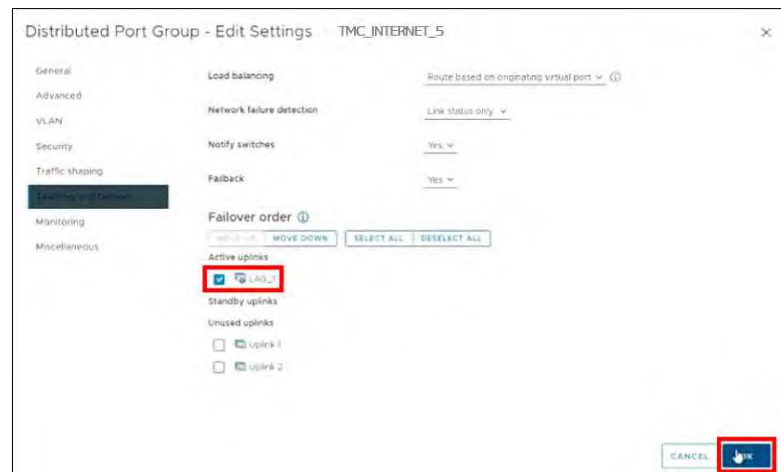 Distributed Port Group - Edit Settings TMC_INTERNET_5
General
Advanced
VLAN
Security
Traffic shaping
Teaming and failover
Monitoring
Miscellaneous
Load balancing Route based on originating virtual port
Network failure detection Link status only
Notify switches Yes
Failback Yes
Failover order
MOVE UP MOVE DOWN SELECT ALL DESELECT ALL
Active uplinks
LAG_1
Standby uplinks
Unused uplinks
Uplink 1
Uplink 2
CANCEL OK